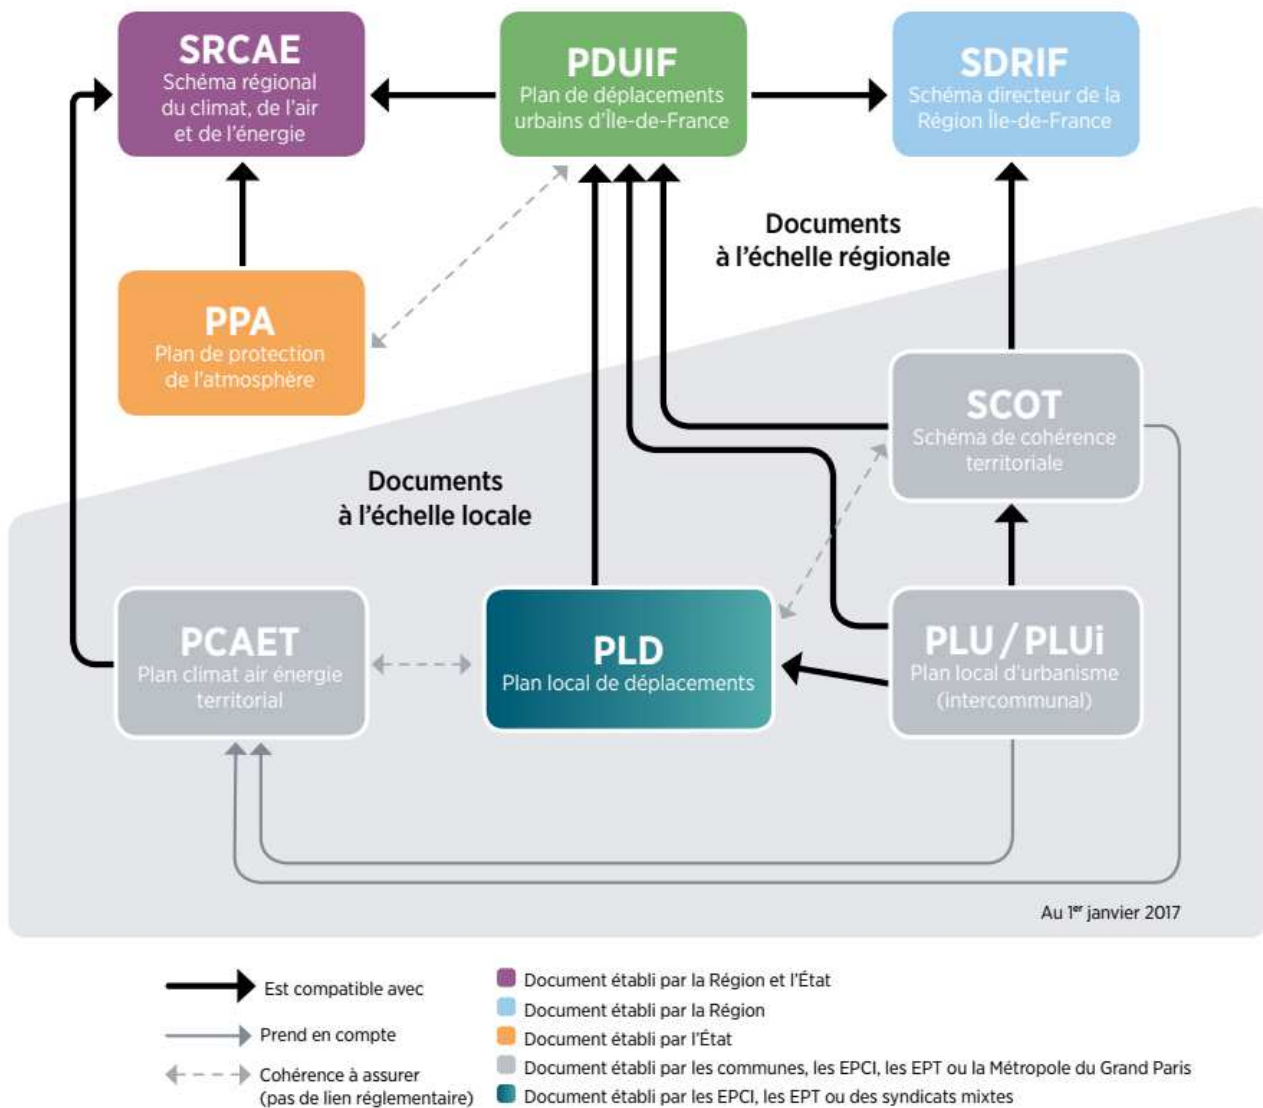 SRCAE
Schéma régional
du climat, de l'air
et de l'énergie
PDUIF
Plan de déplacements
urbains d'Île-de-France
SDRIF
Schéma directeur de la
Région Île-de-France
Documents
à l'échelle régionale
PPA
Plan de protection
de l'atmosphère
SCOT
Schéma de cohérence
territoriale
Documents
à l'échelle locale
PCAET
Plan climat air énergie
territorial
PLD
Plan local de déplacements
PLU / PLUi
Plan local d'urbanisme
(intercommunal)
Au 1er janvier 2017
Est compatible avec
Prend en compte
Cohérence à assurer
(pas de lien réglementaire)
Document établi par la Région et l'État
Document établi par la Région
Document établi par l'État
Document établi par les communes, les EPCI, les EPT ou la Métropole du Grand Paris
Document établi par les EPCI, les EPT ou des syndicats mixtes